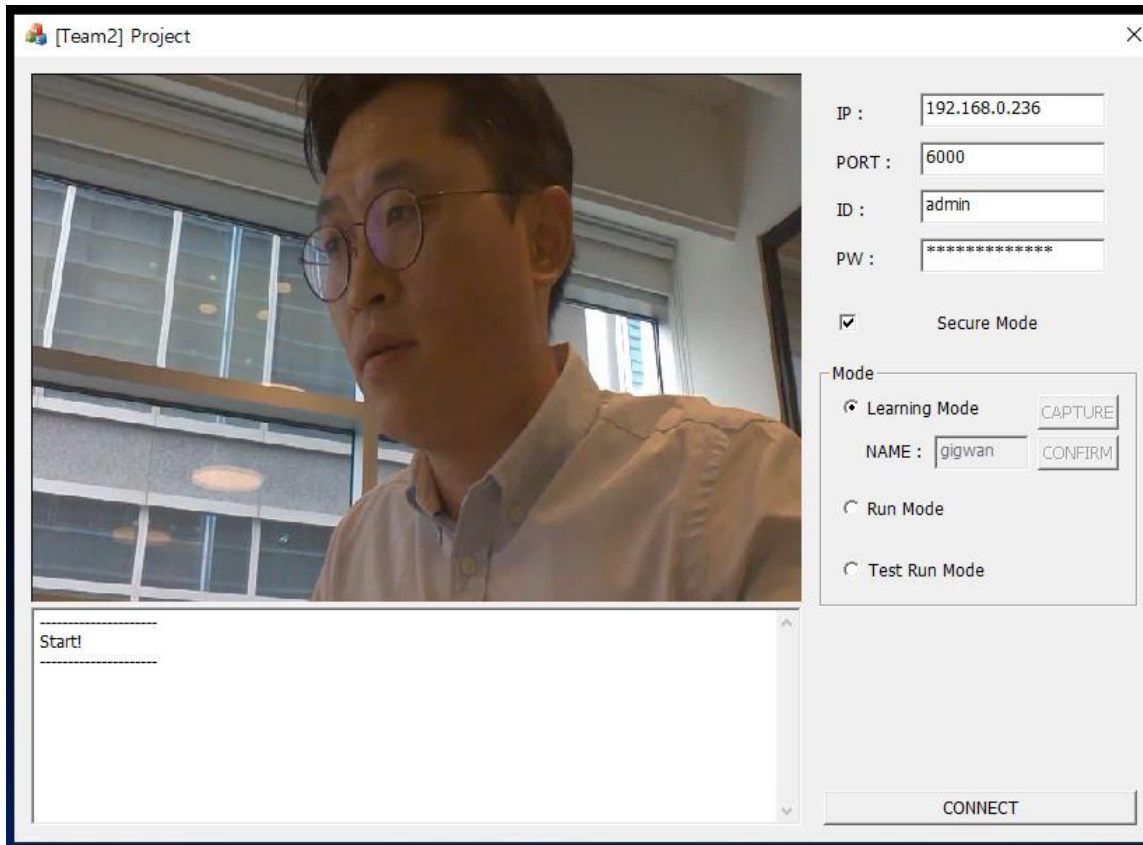 [Team2] Project
IP :
192.168.0.236
PORT :
6000
ID :
admin
PW :
*************
Secure Mode
Mode
Learning Mode
CAPTURE
NAME :
gigwan
CONFIRM
Run Mode
Test Run Mode
---------------------
Start!
---------------------
CONNECT